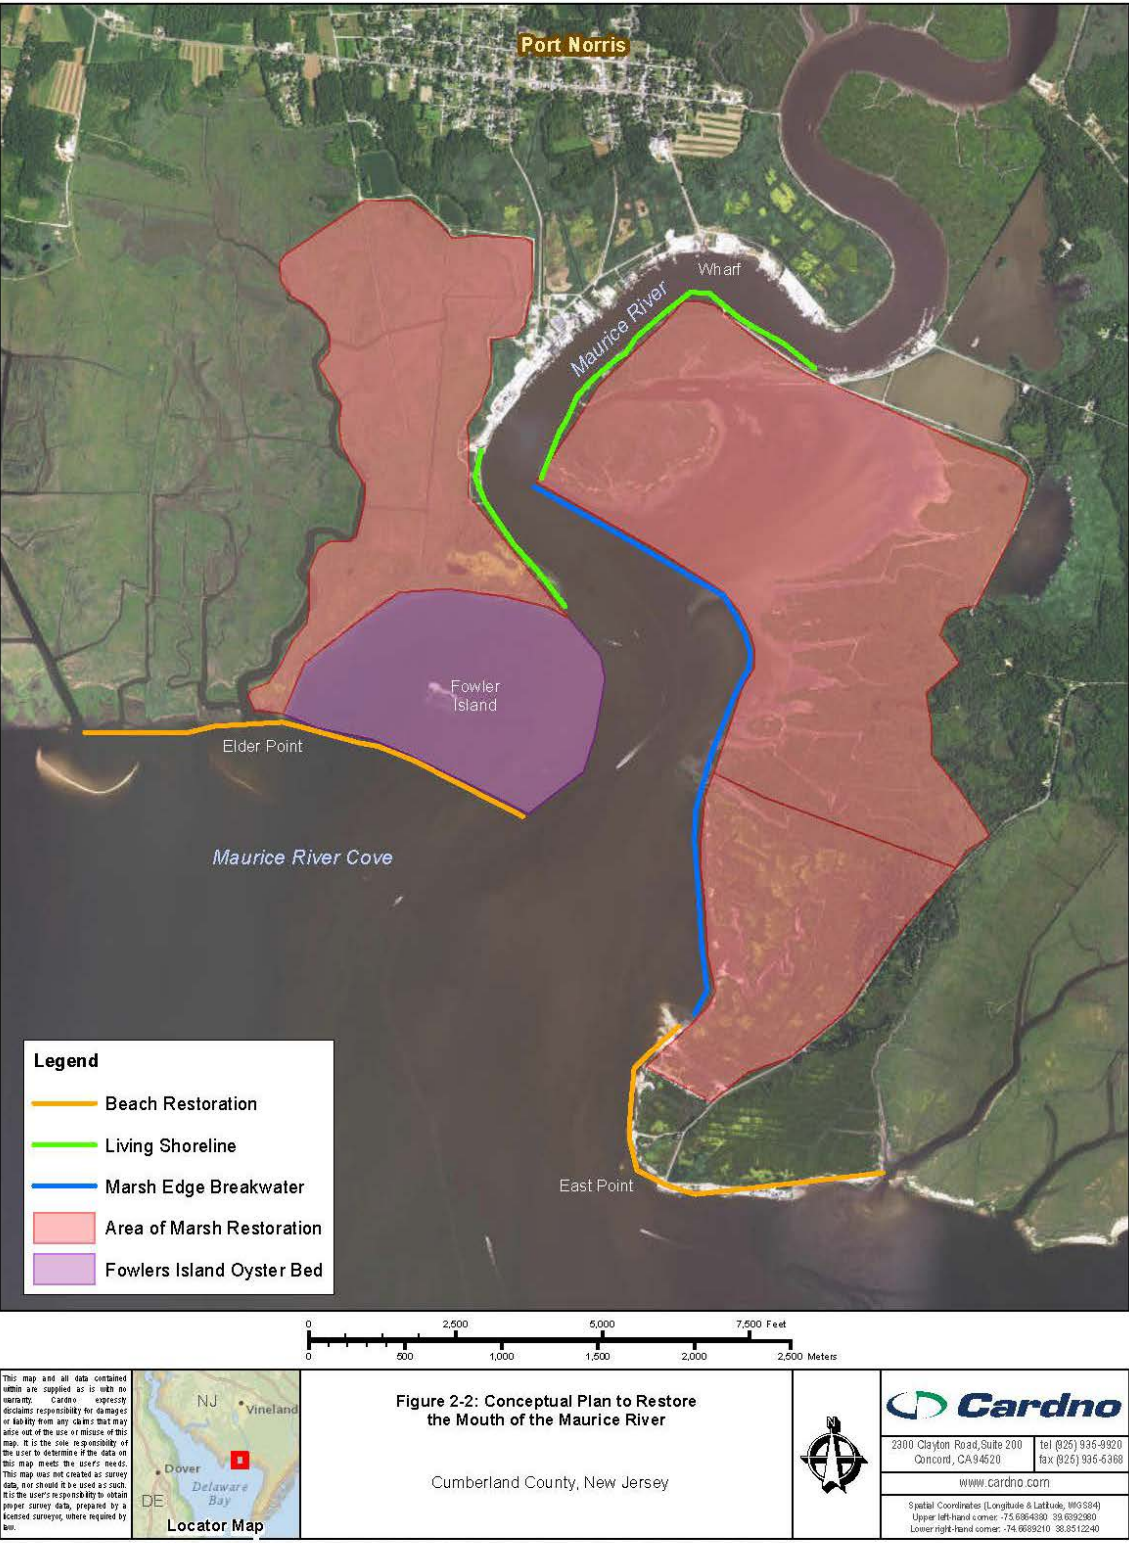 Port Norris
Wharf
Maurice River
Fowler
Island
Elder Point
Maurice River Cove
East Point
Legend
Beach Restoration
Living Shoreline
Marsh Edge Breakwater
Area of Marsh Restoration
Fowlers Island Oyster Bed
0 2,500 5,000 7,500 Feet
0 500 1,000 1,500 2,000 2,500 Meters
This map and all data contained
within are supplied as is with no
warranty. Cardno expressly
disclaims responsibility for damages
or liability from any claims that may
arise out of the use or misuse of this
map. It is the sole responsibility of
the user to determine if the data on
this map meets the user's needs.
This map was not created as survey
data, nor should it be used as such.
It is the user's responsibility to obtain
proper survey data, prepared by a
licensed surveyor, where required by
law.
NJ
Vineland
Dover
Delaware
Bay
DE
Locator Map
Figure 2-2: Conceptual Plan to Restore
the Mouth of the Maurice River
Cumberland County, New Jersey
N
Cardno
2300 Clayton Road, Suite 200
Concord, CA 94520
tel (925) 935-9920
fax (925) 935-5368
www.cardno.com
Spatial Coordinates (Longitude & Latitude, WGS84)
Upper left-hand corner: -75.6864380 39.6392980
Lower right-hand corner: -74.6689210 38.8512240